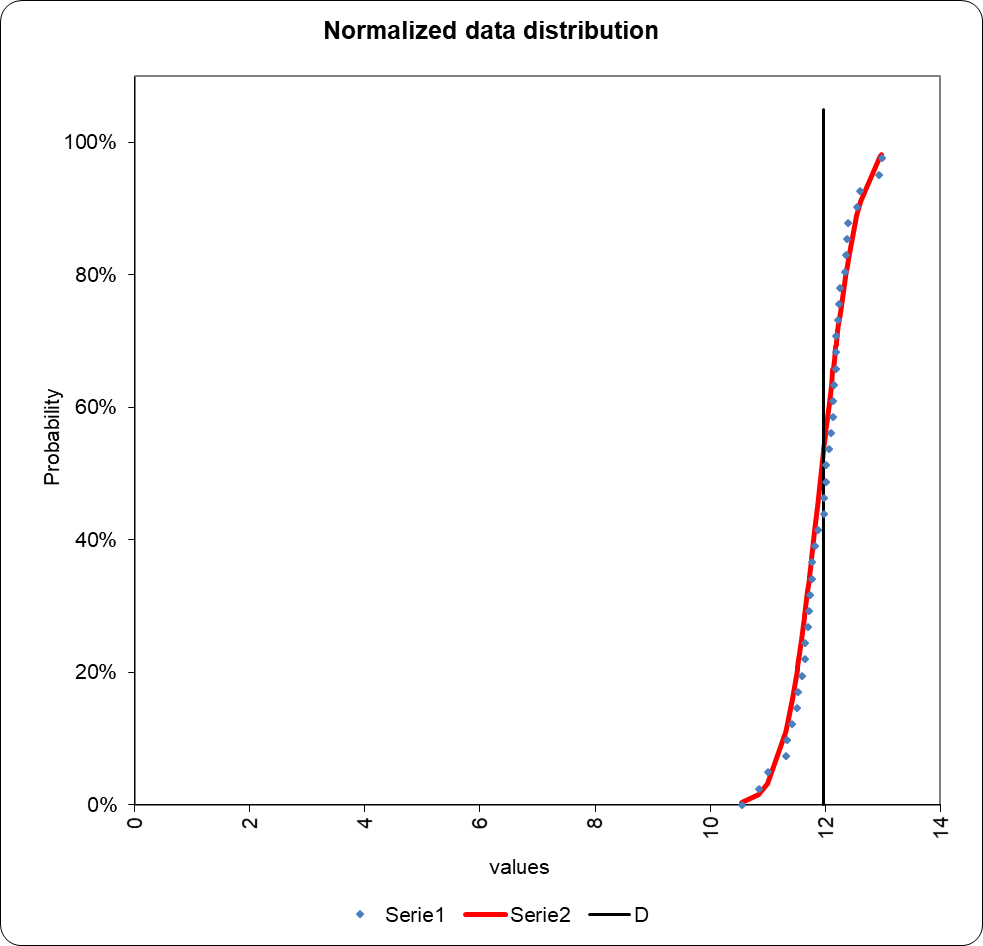 Normalized data distribution
100%
80%
60%
40%
20%
0%
Probability
0 2 4 6 8 10 12 14
values
Serie1 Serie2 D